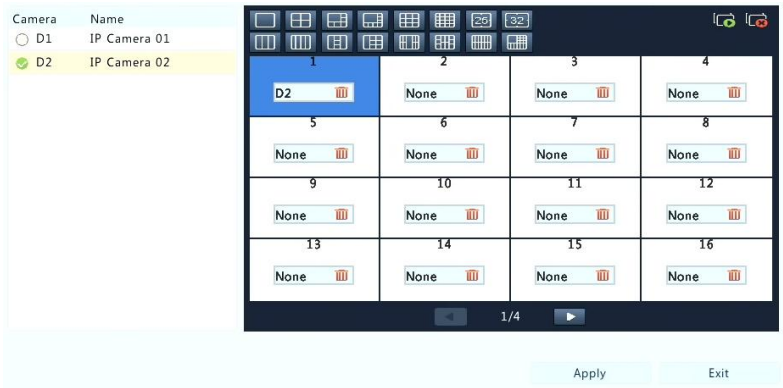 Camera Name
D1 IP Camera 01
D2 IP Camera 02
26 32
1 2 3 4
D2 None None None
5 6 7 8
None None None None
9 10 11 12
None None None None
13 14 15 16
None None None None
1/4
Apply Exit